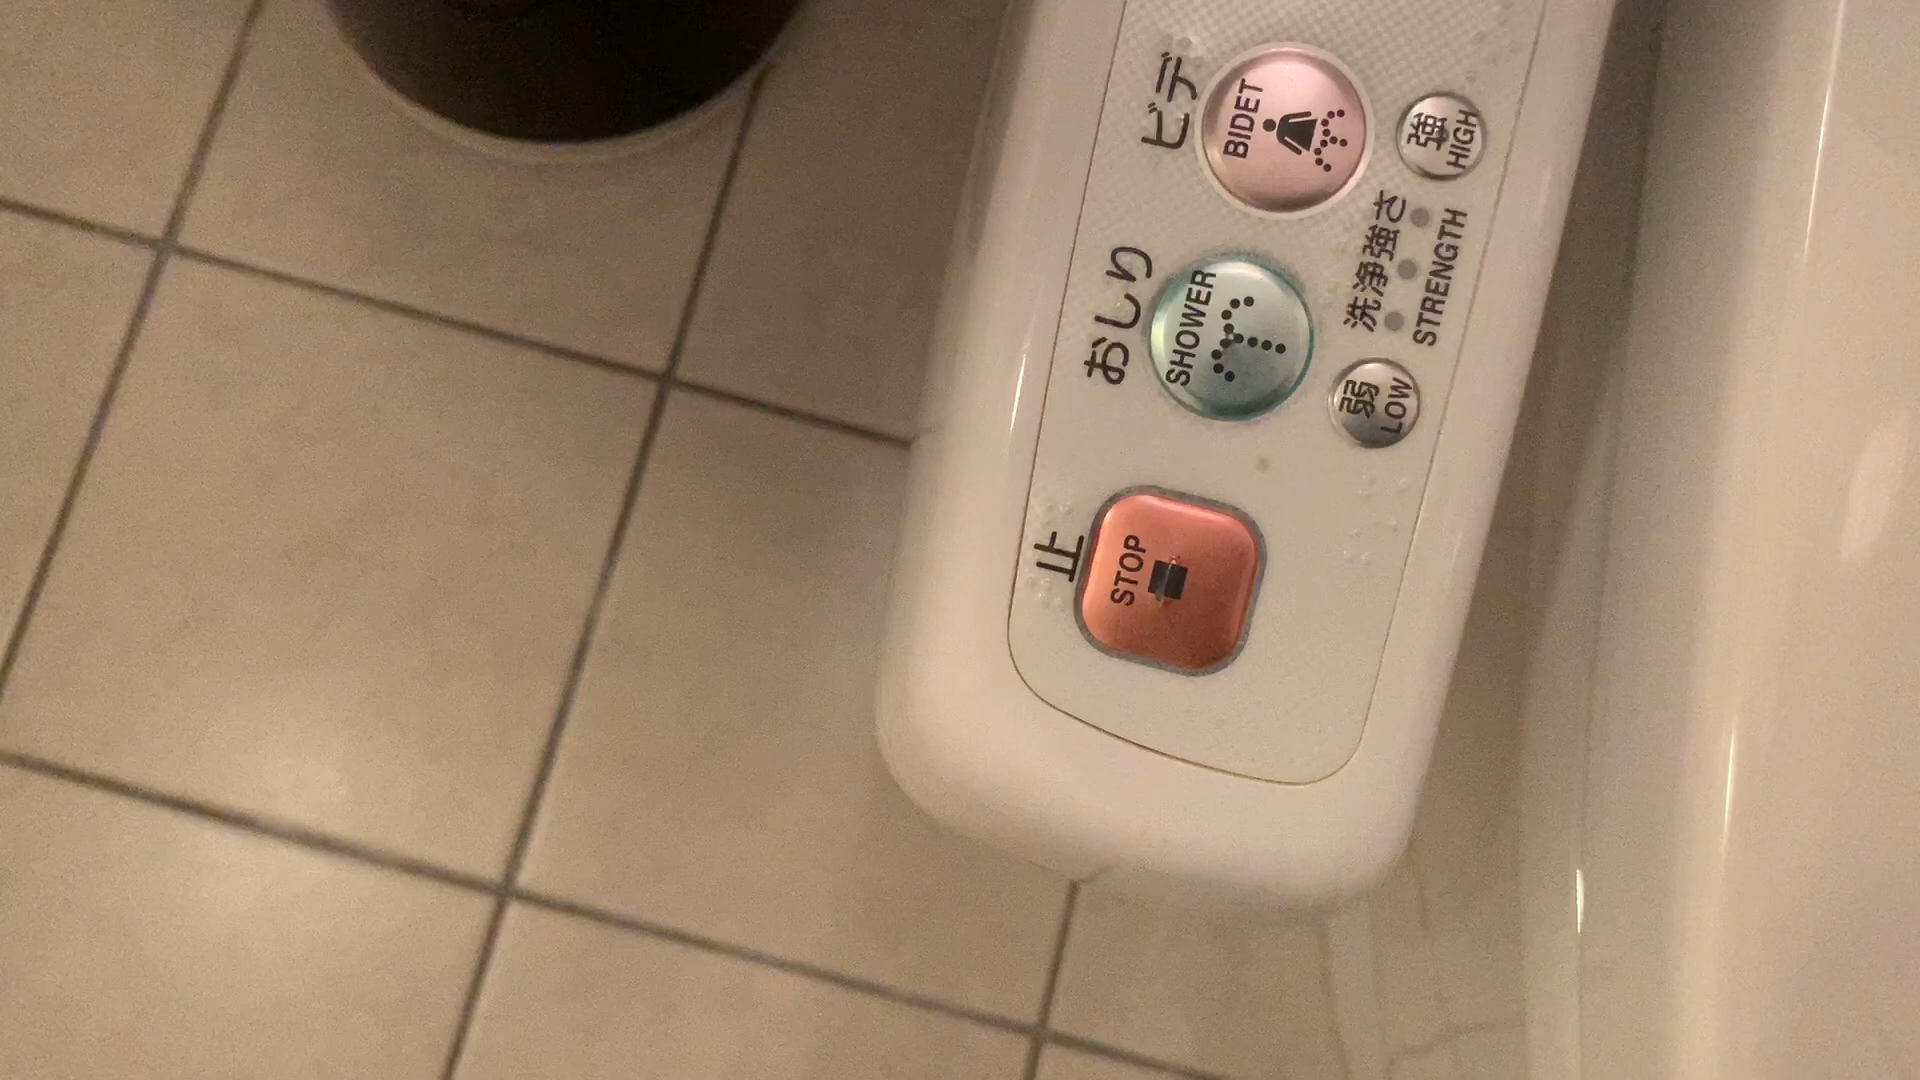 止
STOP
おしり
SHOWER
ビデ
BIDET
洗浄強さ
弱
LOW
STRENGTH
強
HIGH